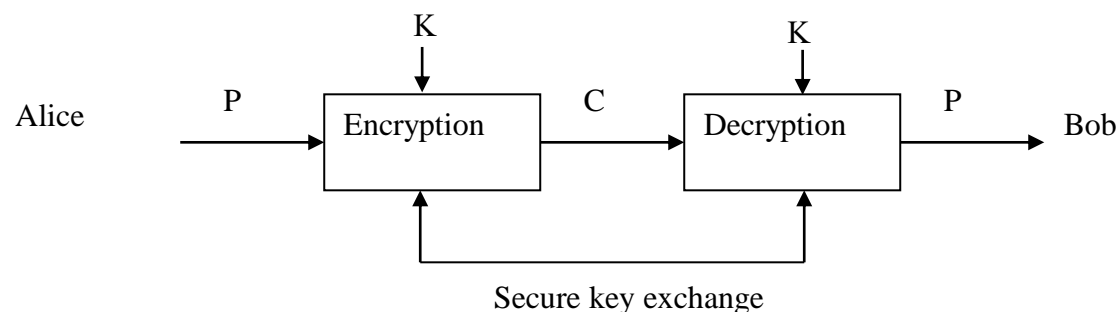 K
K
P
C
P
Alice
Encryption
Decryption
Bob
Secure key exchange